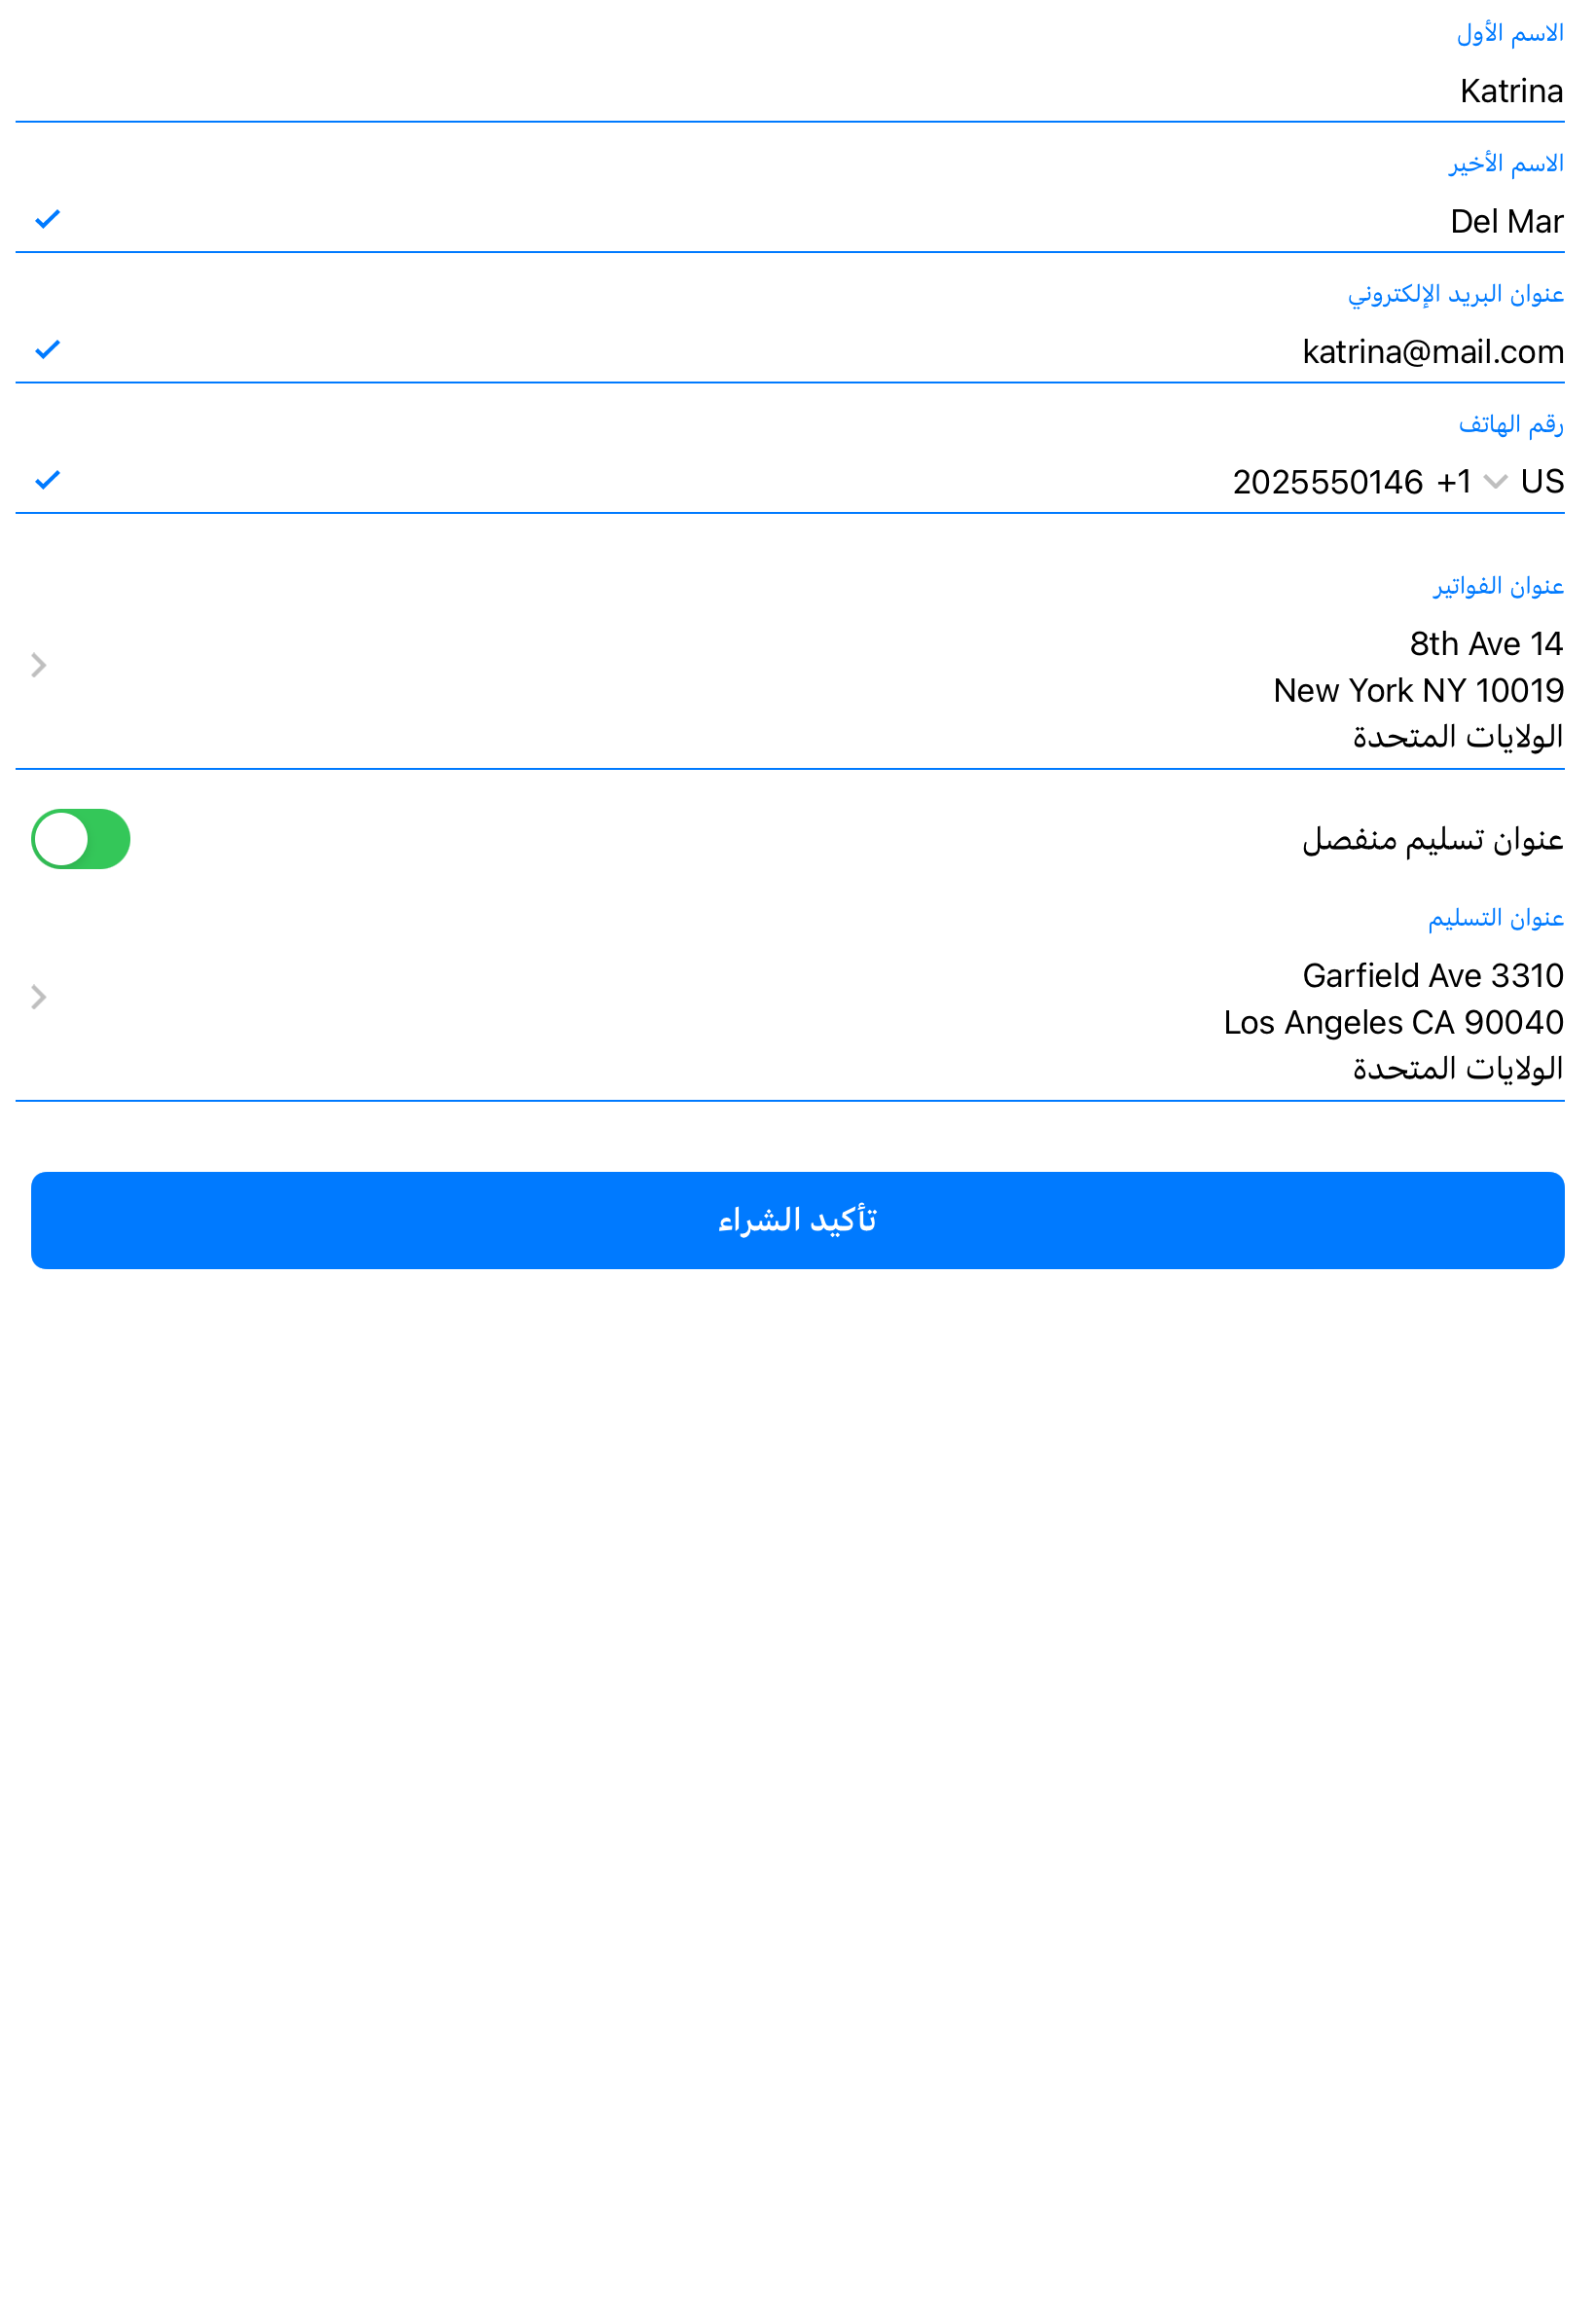 الاسم الأول
Katrina
الاسم الأخير
Del Mar
عنوان البريد الإلكتروني
katrina@mail.com
رقم الهاتف
US +1 2025550146
عنوان الفواتير
8th Ave 14
New York NY 10019
الولايات المتحدة
عنوان تسليم منفصل
عنوان التسليم
Garfield Ave 3310
Los Angeles CA 90040
الولايات المتحدة
تأكيد الشراء